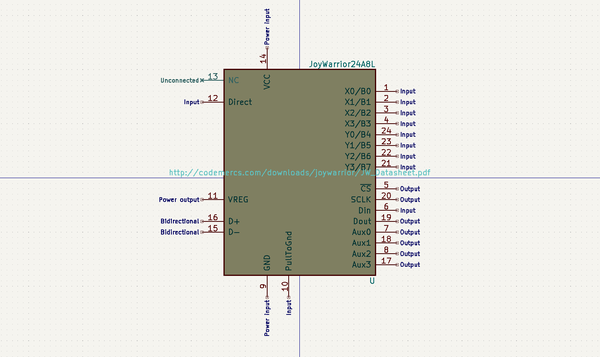 Power Input
14
VCC
JoyWarrior24A8L
Unconnected 13 NC
Input 12 Direct
X0/B0 1 Input
X1/B1 2 Input
X2/B2 3 Input
X3/B3 4 Input
Y0/B4 24 Input
Y1/B5 23 Input
Y2/B6 22 Input
Y3/B7 21 Input
http://codemercs.com/downloads/joywarrior/JW_Datasheet.pdf
CS 5 Output
SCLK 20 Output
Power output 11 VREG
Din 6 Input
Bidirectional 16 D+
Dout 19 Output
Bidirectional 15 D-
Aux0 7 Output
Aux1 18 Output
Aux2 8 Output
Aux3 17 Output
GND
9
Power Input
PullToGnd
10
Input
U